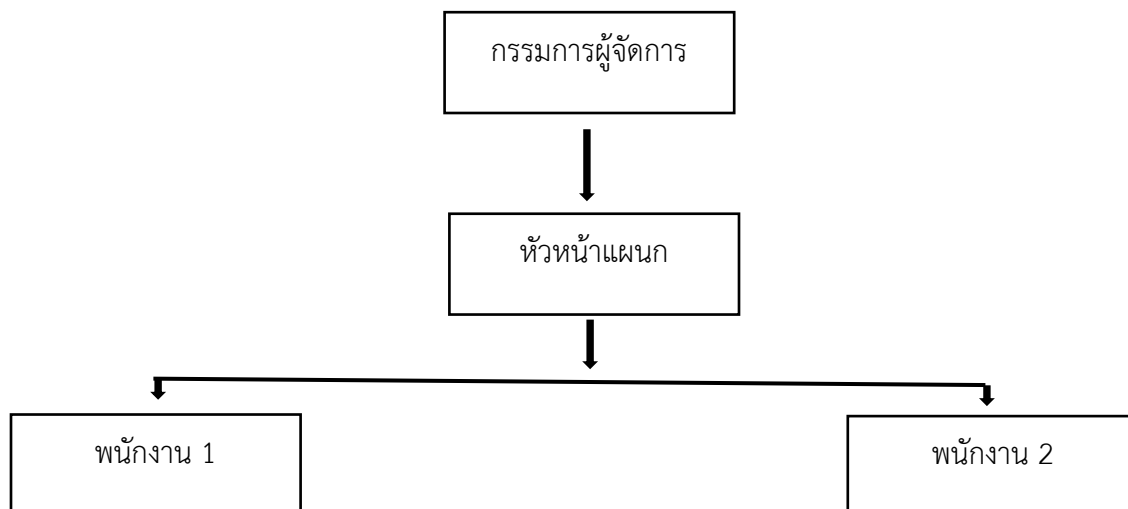 กรรมการผู้จัดการ
หัวหน้าแผนก
พนักงาน 1
พนักงาน 2